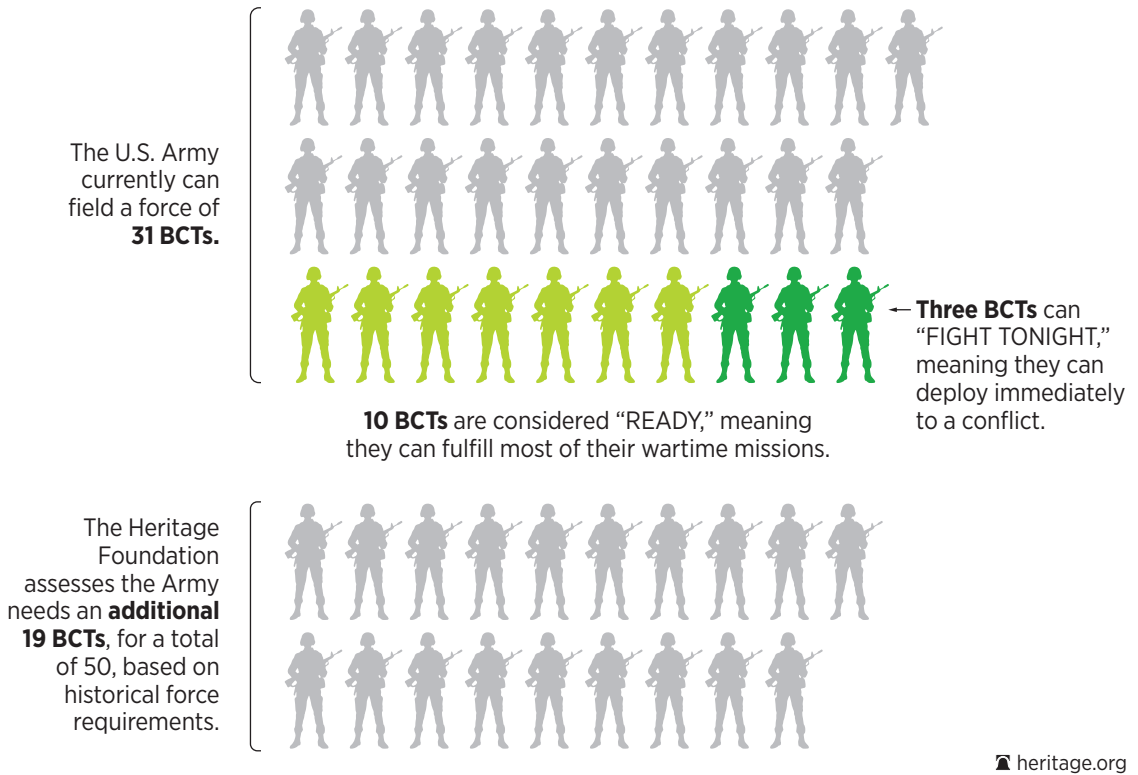 The U.S. Army
currently can
field a force of
31 BCTs.
Three BCTs can
“FIGHT TONIGHT,”
meaning they can
deploy immediately
to a conflict.
10 BCTs are considered “READY,” meaning
they can fulfill most of their wartime missions.
The Heritage
Foundation
assesses the Army
needs an additional
19 BCTs, for a total
of 50, based on
historical force
requirements.
heritage.org